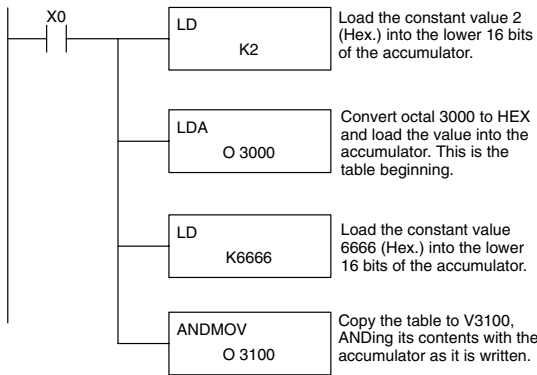 X0
LD
K2
Load the constant value 2
(Hex.) into the lower 16 bits
of the accumulator.
LDA
O 3000
Convert octal 3000 to HEX
and load the value into the
accumulator. This is the
table beginning.
LD
K6666
Load the constant value
6666 (Hex.) into the lower
16 bits of the accumulator.
ANDMOV
O 3100
Copy the table to V3100,
ANDing its contents with the
accumulator as it is written.